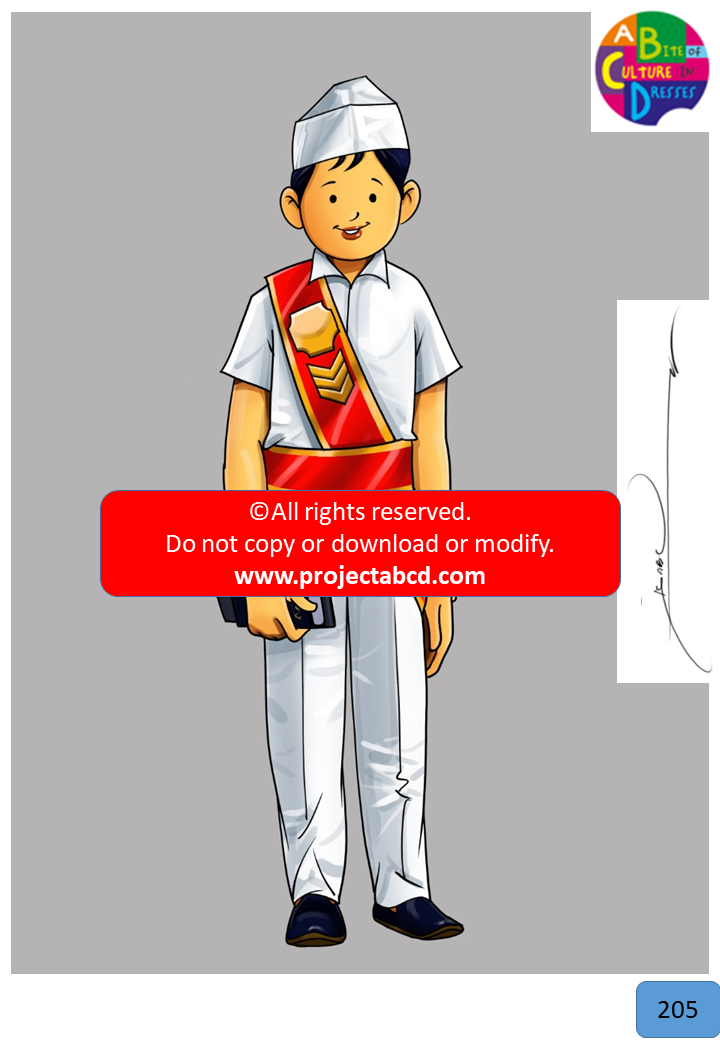 A BITE OF
CULTURE IN
DRESSES
©All rights reserved.
Do not copy or download or modify.
www.projectabcd.com
205